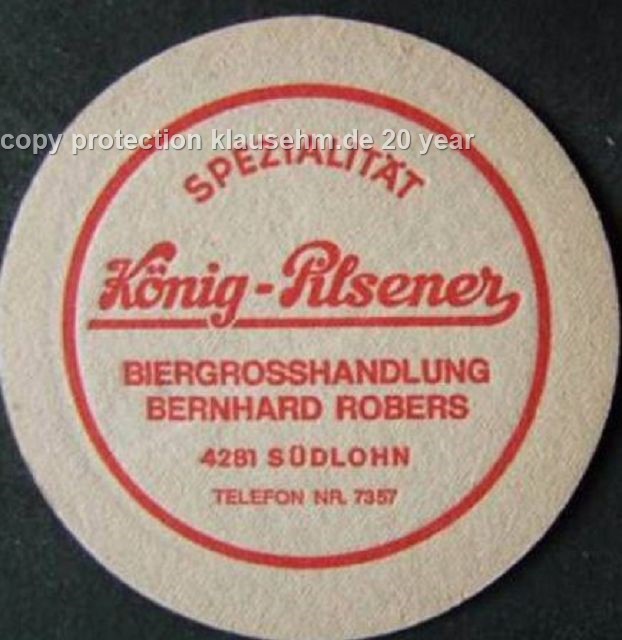 copy protection klausehm.de 20 year
SPEZIALITÄT
König-Pilsener
BIERGROSSHANDLUNG
BERNHARD ROBERS
4281 SÜDLOHN
TELEFON NR. 7357